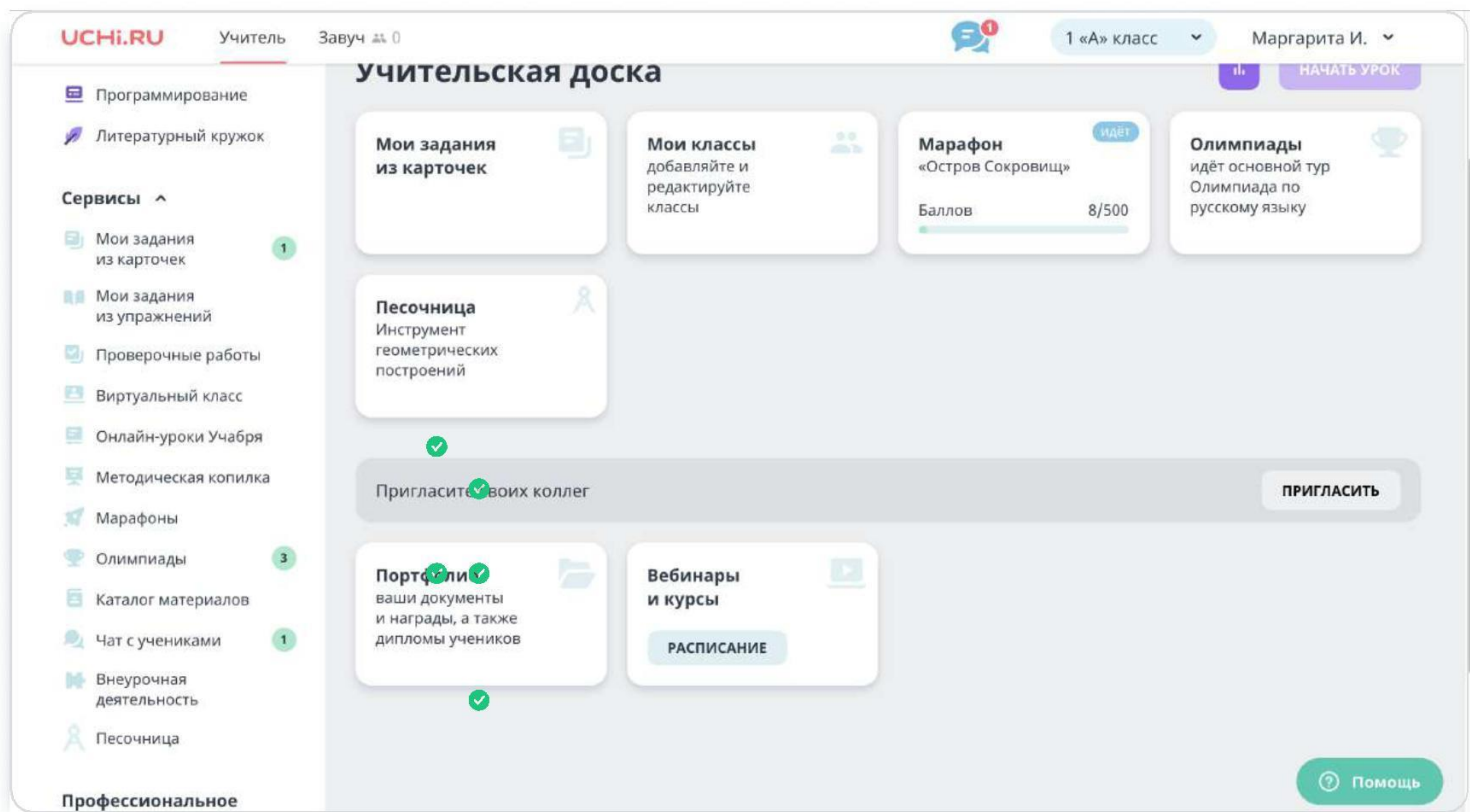 UCHi.RU
Учитель
Завуч 0
1
1 «А» класс
Маргарита И.
Программирование
Литературный кружок
Сервисы
Мои задания
из карточек
1
Мои задания
из упражнений
Проверочные работы
Виртуальный класс
Онлайн-уроки Учабря
Методическая копилка
Марафоны
Олимпиады
3
Каталог материалов
Чат с учениками
1
Внеурочная
деятельность
Песочница
Профессиональное
Учительская доска
НАЧАТЬ УРОК
Мои задания
из карточек
Мои классы
добавляйте и
редактируйте
классы
идёт
Марафон
«Остров Сокровищ»
Баллов 8/500
Олимпиады
идёт основной тур
Олимпиада по
русскому языку
Песочница
Инструмент
геометрических
построений
Пригласите своих коллег
ПРИГЛАСИТЬ
Портфолио
ваши документы
и награды, а также
дипломы учеников
Вебинары
и курсы
РАСПИСАНИЕ
Помощь